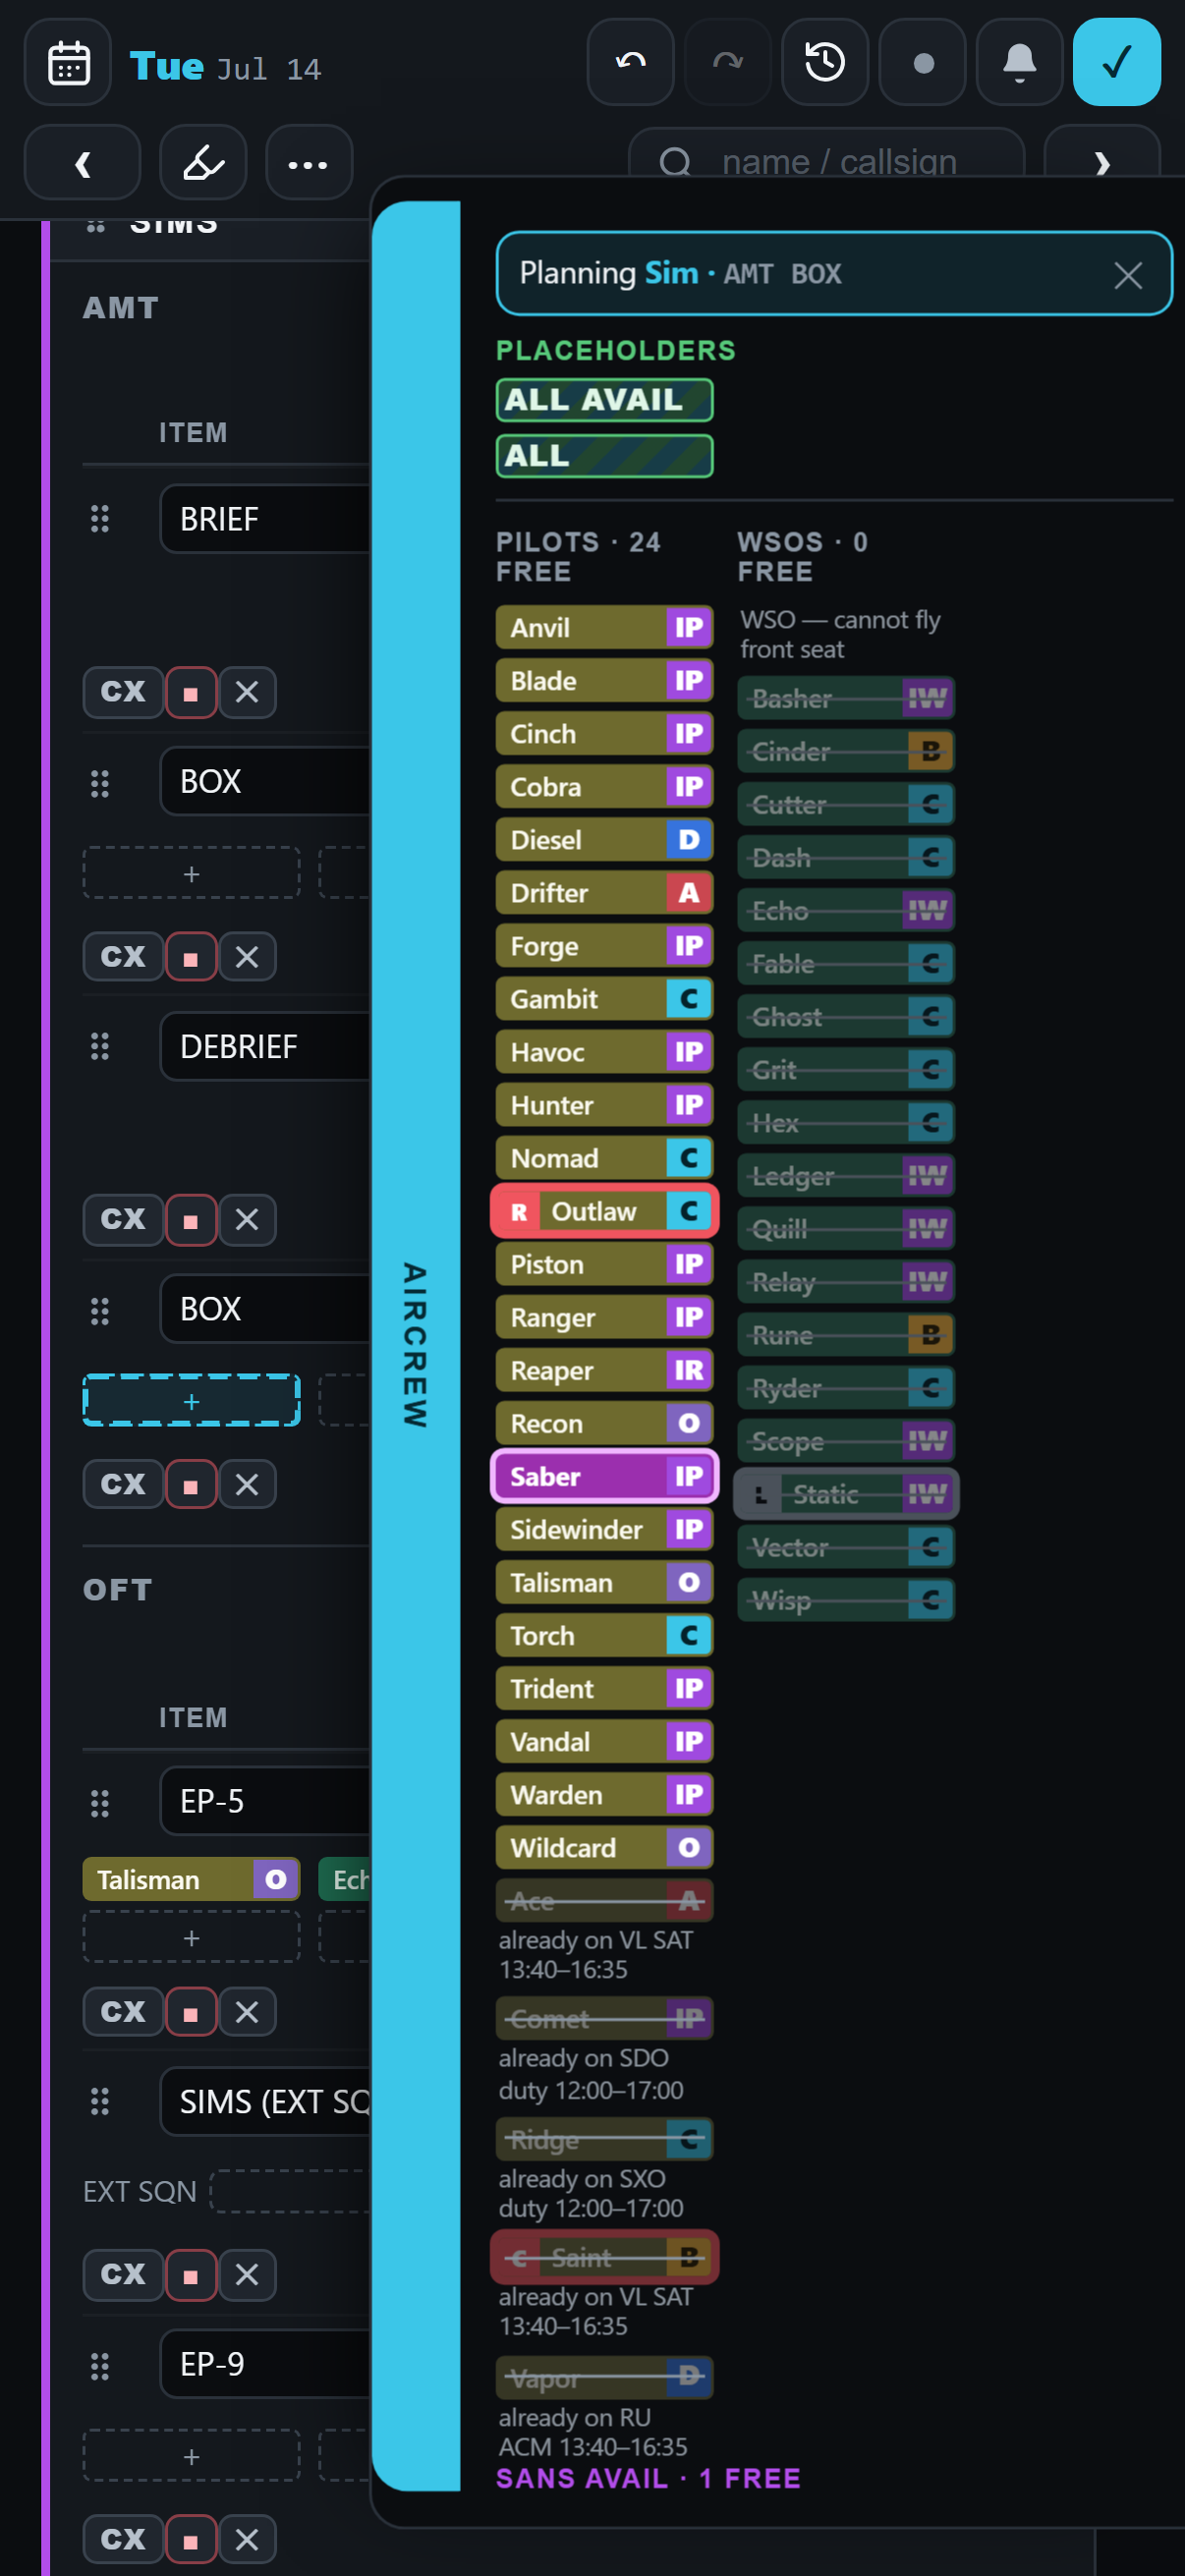 Tue Jul 14
name / callsign
SIMS
AMT
ITEM
BRIEF
CX
BOX
+
CX
DEBRIEF
CX
BOX
+
CX
OFT
ITEM
EP-5
Talisman O
Ech
+
CX
SIMS (EXT SQ
EXT SQN
CX
EP-9
+
CX
AIRCREW
Planning Sim · AMT BOX
PLACEHOLDERS
ALL AVAIL
ALL
PILOTS · 24
FREE
Anvil IP
Blade IP
Cinch IP
Cobra IP
Diesel D
Drifter A
Forge IP
Gambit C
Havoc IP
Hunter IP
Nomad C
R Outlaw C
Piston IP
Ranger IP
Reaper IR
Recon O
Saber IP
Sidewinder IP
Talisman O
Torch C
Trident IP
Vandal IP
Warden IP
Wildcard O
Ace A
already on VL SAT
13:40–16:35
Comet IP
already on SDO
duty 12:00–17:00
Ridge C
already on SXO
duty 12:00–17:00
C Saint B
already on VL SAT
13:40–16:35
Vapor D
already on RU
ACM 13:40–16:35
WSOS · 0
FREE
WSO — cannot fly
front seat
Basher IW
Cinder B
Cutter C
Dash C
Echo IW
Fable C
Ghost C
Grit C
Hex C
Ledger IW
Quill IW
Relay IW
Rune B
Ryder C
Scope IW
L Static IW
Vector C
Wisp C
SANS AVAIL · 1 FREE